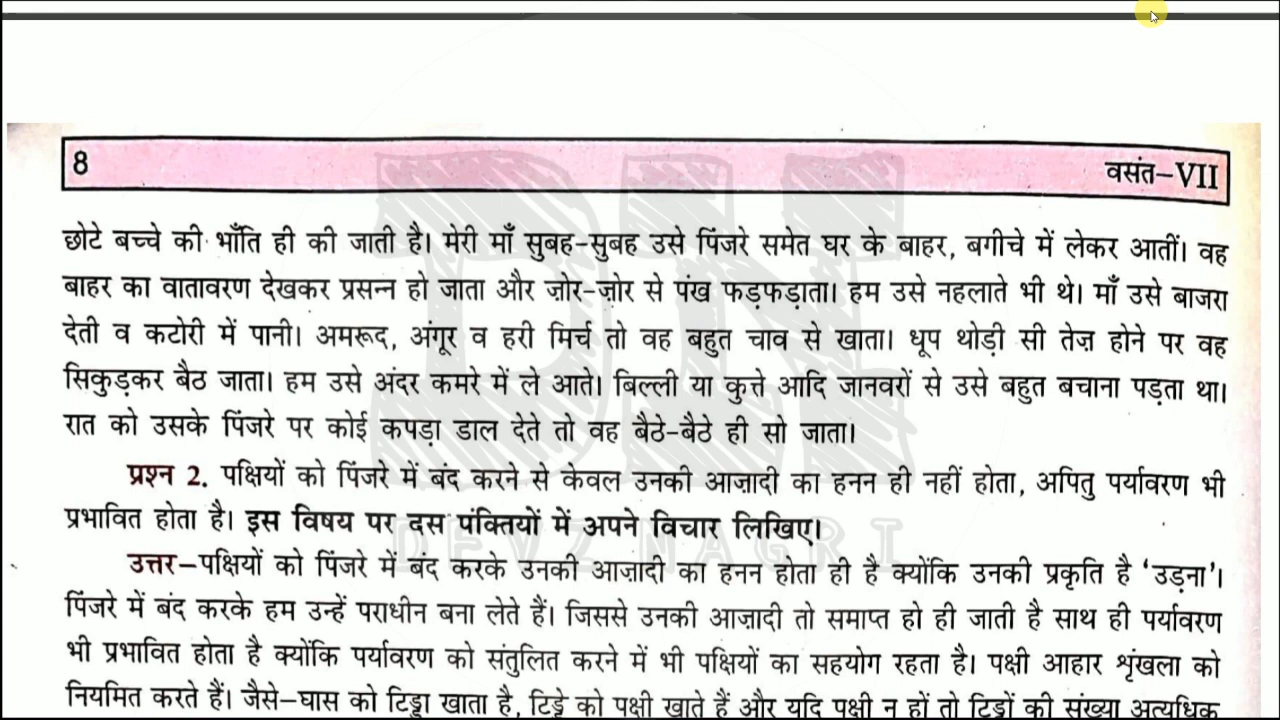 8
वसंत–VII
छोटे बच्चे की भाँति ही की जाती है। मेरी माँ सुबह-सुबह उसे पिंजरे समेत घर के बाहर, बगीचे में लेकर आतीं। वह
बाहर का वातावरण देखकर प्रसन्न हो जाता और ज़ोर-ज़ोर से पंख फड़फड़ाता। हम उसे नहलाते भी थे। माँ उसे बाजरा
देती व कटोरी में पानी। अमरूद, अंगूर व हरी मिर्च तो वह बहुत चाव से खाता। धूप थोड़ी सी तेज़ होने पर वह
सिकुड़कर बैठ जाता। हम उसे अंदर कमरे में ले आते। बिल्ली या कुत्ते आदि जानवरों से उसे बहुत बचाना पड़ता था।
रात को उसके पिंजरे पर कोई कपड़ा डाल देते तो वह बैठे-बैठे ही सो जाता।
प्रश्न 2. पक्षियों को पिंजरे में बंद करने से केवल उनकी आज़ादी का हनन ही नहीं होता, अपितु पर्यावरण भी
प्रभावित होता है। इस विषय पर दस पंक्तियों में अपने विचार लिखिए।
उत्तर–पक्षियों को पिंजरे में बंद करके उनकी आज़ादी का हनन होता ही है क्योंकि उनकी प्रकृति है ‘उड़ना’।
पिंजरे में बंद करके हम उन्हें पराधीन बना लेते हैं। जिससे उनकी आज़ादी तो समाप्त हो ही जाती है साथ ही पर्यावरण
भी प्रभावित होता है क्योंकि पर्यावरण को संतुलित करने में भी पक्षियों का सहयोग रहता है। पक्षी आहार शृंखला को
नियमित करते हैं। जैसे–घास को टिड्डा खाता है, टिड्डे को पक्षी खाते हैं और यदि पक्षी न हों तो टिड्डों की संख्या अत्यधिक
DN
DEVZNAGRI